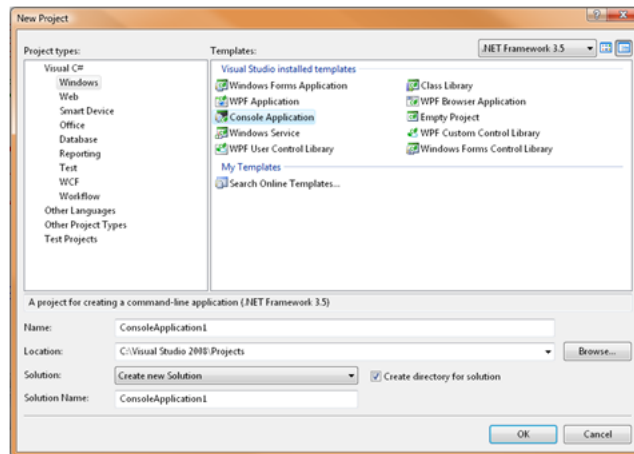 New Project
Project types:
Visual C#
Windows
Web
Smart Device
Office
Database
Reporting
Test
WCF
Workflow
Other Languages
Other Project Types
Test Projects
Templates:
.NET Framework 3.5
Visual Studio installed templates
Windows Forms Application
Class Library
WPF Application
WPF Browser Application
Console Application
Empty Project
Windows Service
WPF Custom Control Library
WPF User Control Library
Windows Forms Control Library
My Templates
Search Online Templates...
A project for creating a command-line application (.NET Framework 3.5)
Name:
ConsoleApplication1
Location:
C:\Visual Studio 2008\Projects
Browse...
Solution:
Create new Solution
Create directory for solution
Solution Name:
ConsoleApplication1
OK
Cancel